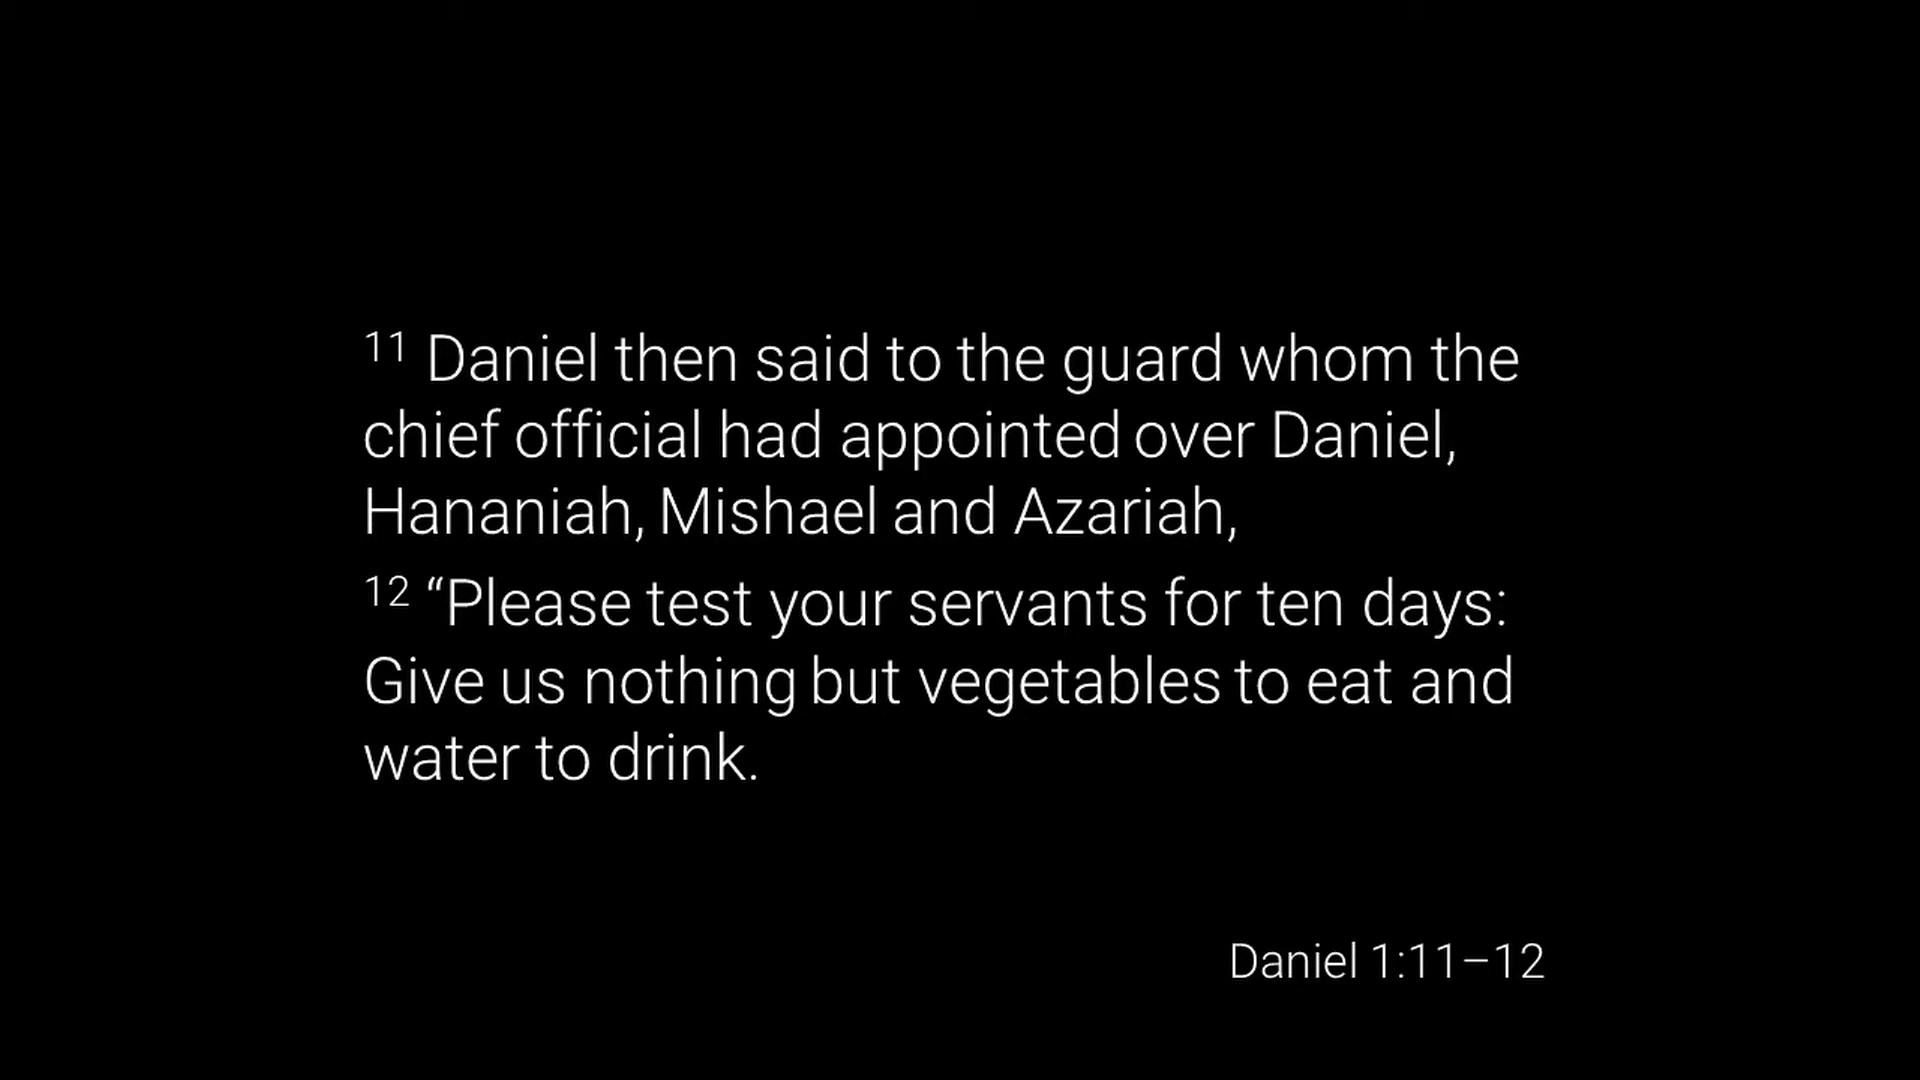 11 Daniel then said to the guard whom the
chief official had appointed over Daniel,
Hananiah, Mishael and Azariah,
12 “Please test your servants for ten days:
Give us nothing but vegetables to eat and
water to drink.
Daniel 1:11–12